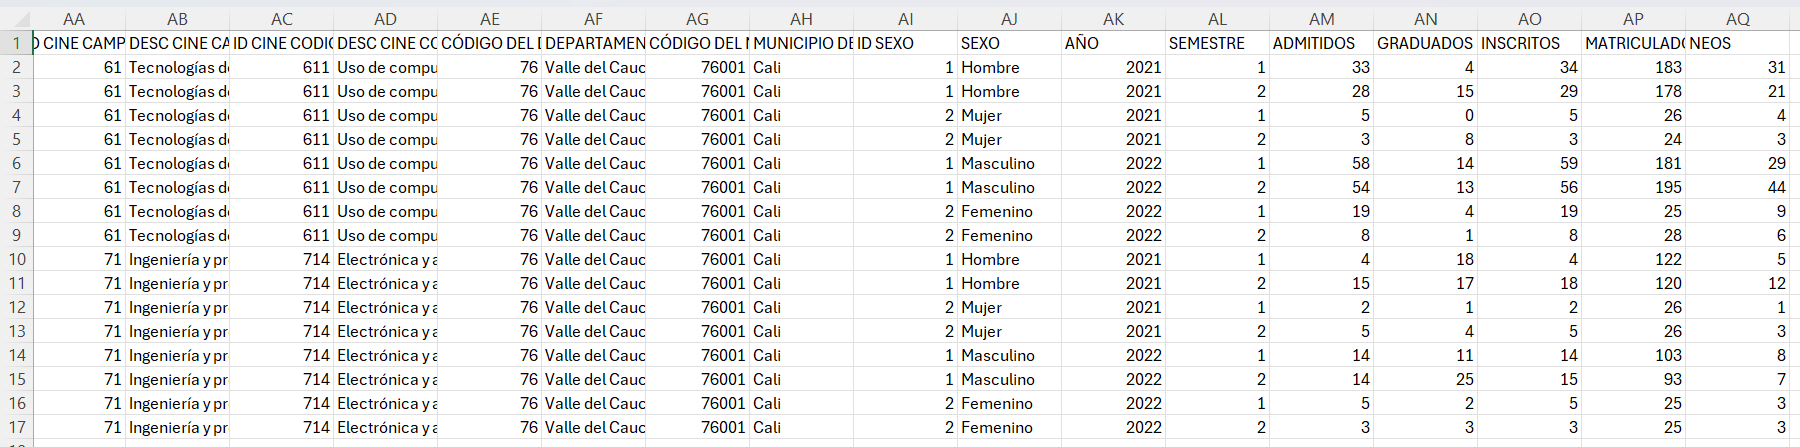 AA AB AC AD AE AF AG AH AI AJ AK AL AM AN AO AP AQ
1 D CINE CAMP DESC CINE CA ID CINE CODIG DESC CINE CO CÓDIGO DEL DEPARTAMEN CÓDIGO DEL MUNICIPIO DE ID SEXO SEXO AÑO SEMESTRE ADMITIDOS GRADUADOS INSCRITOS MATRICULADO NEOS
2 61 Tecnologías de 611 Uso de compu 76 Valle del Cauc 76001 Cali 1 Hombre 2021 1 33 4 34 183 31
3 61 Tecnologías de 611 Uso de compu 76 Valle del Cauc 76001 Cali 1 Hombre 2021 2 28 15 29 178 21
4 61 Tecnologías de 611 Uso de compu 76 Valle del Cauc 76001 Cali 2 Mujer 2021 1 5 0 5 26 4
5 61 Tecnologías de 611 Uso de compu 76 Valle del Cauc 76001 Cali 2 Mujer 2021 2 3 8 3 24 3
6 61 Tecnologías de 611 Uso de compu 76 Valle del Cauc 76001 Cali 1 Masculino 2022 1 58 14 59 181 29
7 61 Tecnologías de 611 Uso de compu 76 Valle del Cauc 76001 Cali 1 Masculino 2022 2 54 13 56 195 44
8 61 Tecnologías de 611 Uso de compu 76 Valle del Cauc 76001 Cali 2 Femenino 2022 1 19 4 19 25 9
9 61 Tecnologías de 611 Uso de compu 76 Valle del Cauc 76001 Cali 2 Femenino 2022 2 8 1 8 28 6
10 71 Ingeniería y pr 714 Electrónica y a 76 Valle del Cauc 76001 Cali 1 Hombre 2021 1 4 18 4 122 5
11 71 Ingeniería y pr 714 Electrónica y a 76 Valle del Cauc 76001 Cali 1 Hombre 2021 2 15 17 18 120 12
12 71 Ingeniería y pr 714 Electrónica y a 76 Valle del Cauc 76001 Cali 2 Mujer 2021 1 2 1 2 26 1
13 71 Ingeniería y pr 714 Electrónica y a 76 Valle del Cauc 76001 Cali 2 Mujer 2021 2 5 4 5 26 3
14 71 Ingeniería y pr 714 Electrónica y a 76 Valle del Cauc 76001 Cali 1 Masculino 2022 1 14 11 14 103 8
15 71 Ingeniería y pr 714 Electrónica y a 76 Valle del Cauc 76001 Cali 1 Masculino 2022 2 14 25 15 93 7
16 71 Ingeniería y pr 714 Electrónica y a 76 Valle del Cauc 76001 Cali 2 Femenino 2022 1 5 2 5 25 3
17 71 Ingeniería y pr 714 Electrónica y a 76 Valle del Cauc 76001 Cali 2 Femenino 2022 2 3 3 3 25 3